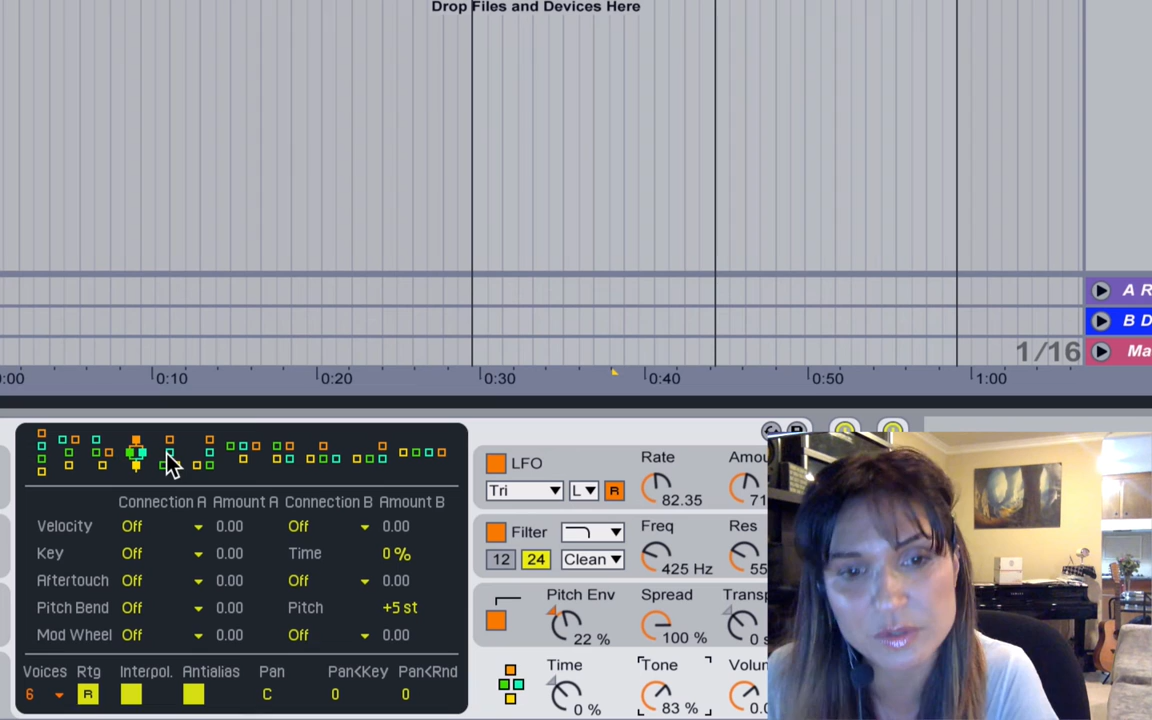 Drop Files and Devices Here
A R
B D
1/16 Ma
:00 0:10 0:20 0:30 0:40 0:50 1:00
LFO Rate Amou
Tri L R 82.35 71
Connection A Amount A Connection B Amount B
Velocity Off 0.00 Off 0.00
Filter Freq Res
Key Off 0.00 Time 0 %
12 24 Clean 425 Hz 55
Aftertouch Off 0.00 Off 0.00
Pitch Env Spread Transp
Pitch Bend Off 0.00 Pitch +5 st
22 % 100 % 0 s
Mod Wheel Off 0.00 Off 0.00
Voices Rtg Interpol. Antialias Pan Pan<Key Pan<Rnd
Time Tone Volum
6 R C 0 0
0 % 83 % 0.0